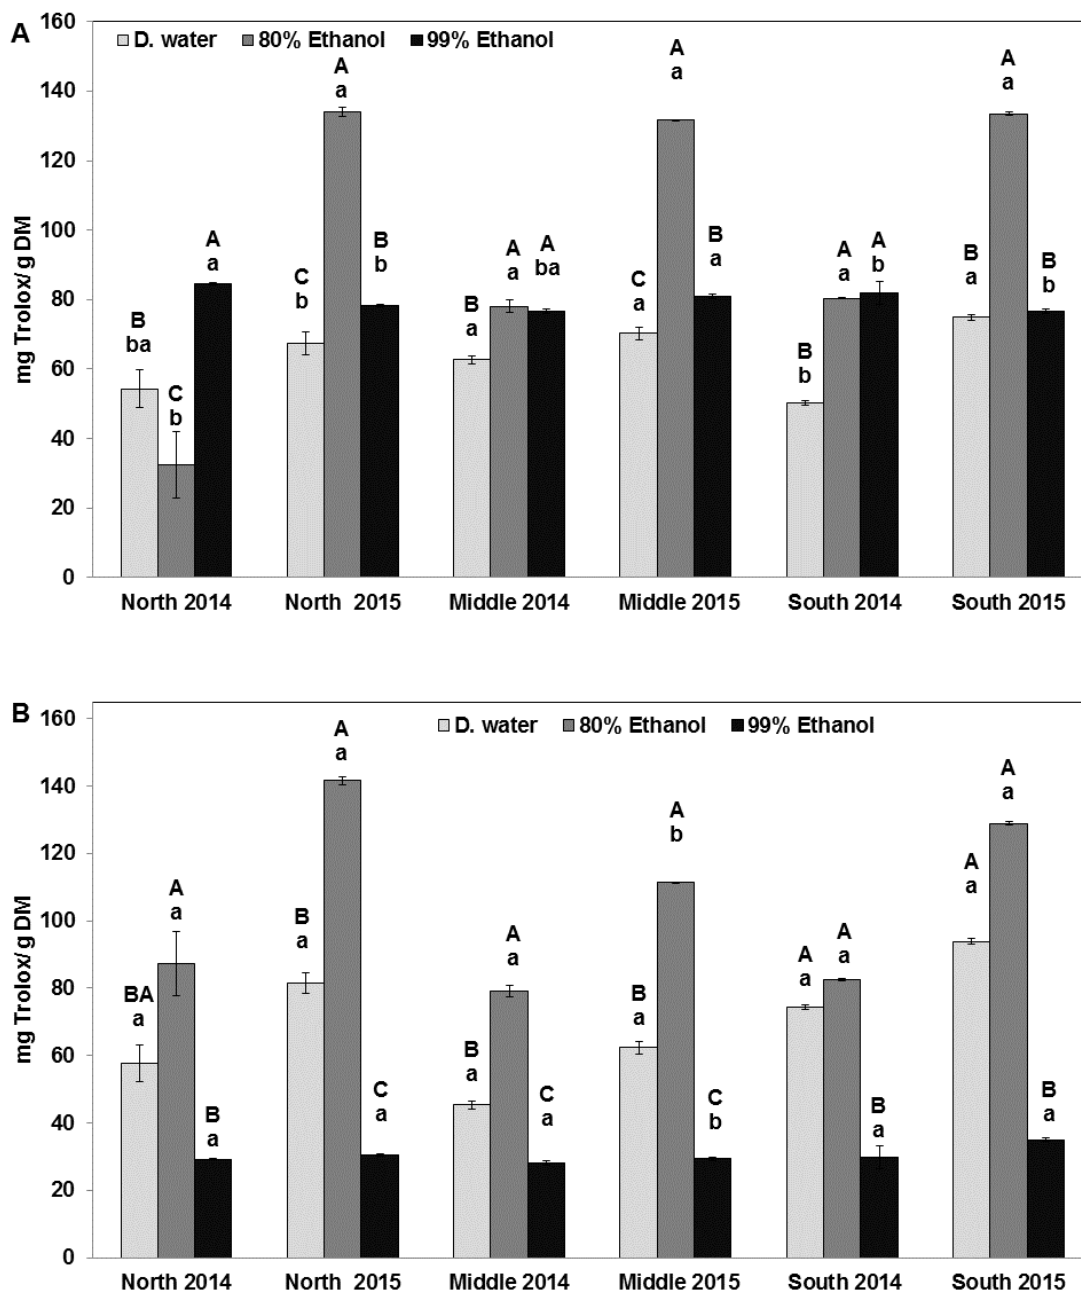 A
160
D. water 80% Ethanol 99% Ethanol
140
120
100
80
60
40
20
0
mg Trolox/ g DM
B
ba
C
b
A
a
C
b
A
a
B
b
B
a
A
a
A
ba
C
a
A
a
B
a
B
b
A
a
A
b
B
a
A
a
B
b
North 2014 North 2015 Middle 2014 Middle 2015 South 2014 South 2015
B
160
D. water 80% Ethanol 99% Ethanol
140
120
100
80
60
40
20
0
mg Trolox/ g DM
BA
a
A
a
B
a
B
a
A
a
C
a
B
a
A
a
C
a
B
a
A
b
C
b
A
a
A
a
B
a
A
a
A
a
B
a
North 2014 North 2015 Middle 2014 Middle 2015 South 2014 South 2015